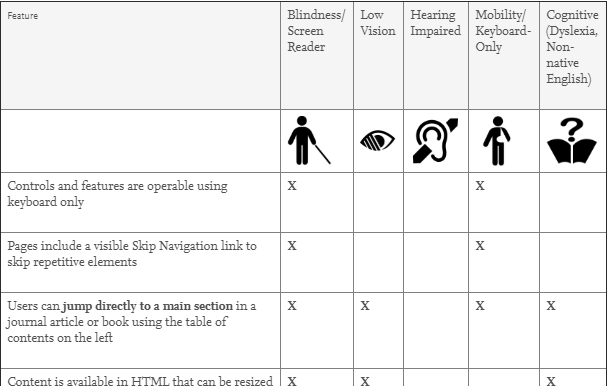 Feature
Blindness/
Screen
Reader
Low
Vision
Hearing
Impaired
Mobility/
Keyboard-
Only
Cognitive
(Dyslexia,
Non-
native
English)
?
Controls and features are operable using
keyboard only
X
X
Pages include a visible Skip Navigation link to
skip repetitive elements
X
X
Users can jump directly to a main section in a
journal article or book using the table of
contents on the left
X
X
X
X
Content is available in HTML that can be resized
X
X
X